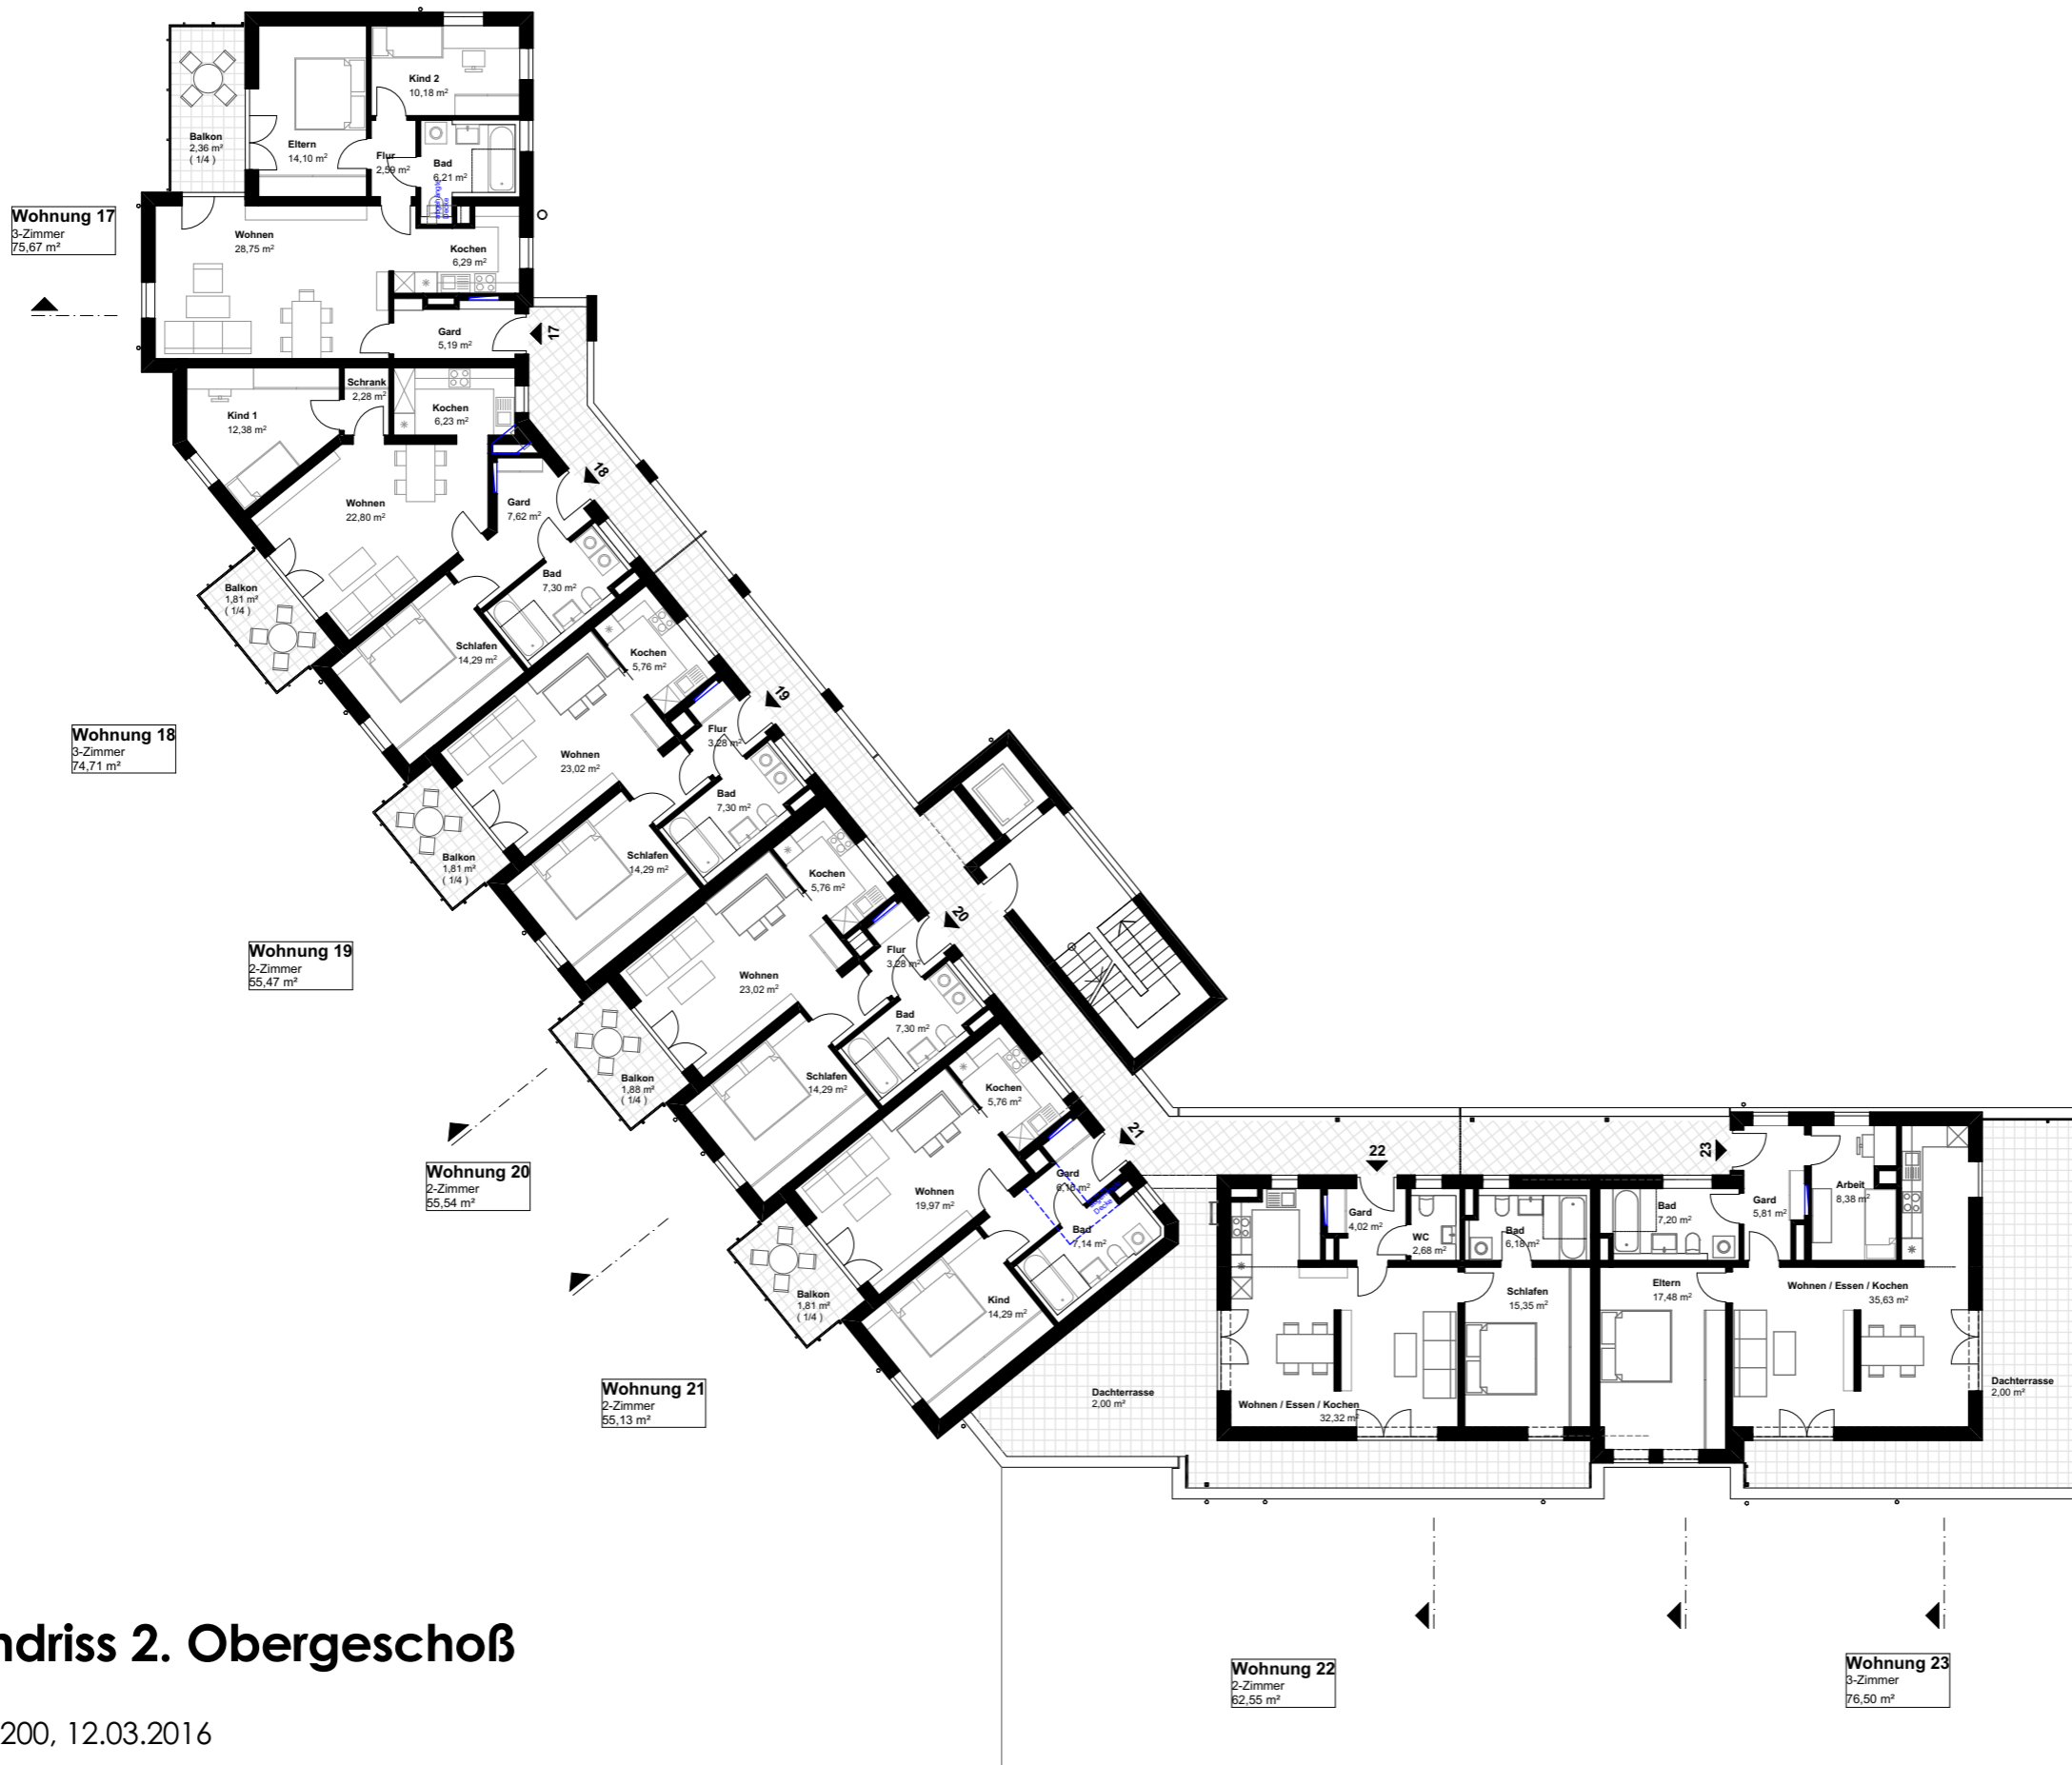 Kind 2
10,18 m²
Balkon
2,36 m²
( 1/4 )
Eltern
14,10 m²
Flur
2,59 m²
Bad
6,21 m²
Wohnung 17
3-Zimmer
75,67 m²
Wohnen
28,75 m²
Kochen
6,29 m²
Gard
5,19 m²
17
Schrank
2,28 m²
Kind 1
12,38 m²
Kochen
6,23 m²
18
Wohnen
22,80 m²
Gard
7,62 m²
Balkon
1,81 m²
( 1/4 )
Bad
7,30 m²
Schlafen
14,29 m²
Wohnung 18
3-Zimmer
74,71 m²
Kochen
5,76 m²
19
Flur
3,28 m²
Wohnen
23,02 m²
Bad
7,30 m²
Balkon
1,81 m²
( 1/4 )
Schlafen
14,29 m²
Wohnung 19
2-Zimmer
55,47 m²
Kochen
5,76 m²
20
Flur
3,28 m²
Wohnen
23,02 m²
Bad
7,30 m²
Balkon
1,88 m²
( 1/4 )
Schlafen
14,29 m²
Wohnung 20
2-Zimmer
55,54 m²
Kochen
5,76 m²
21
Gard
6,16 m²
Decke
Wohnen
19,97 m²
Bad
7,14 m²
Balkon
1,81 m²
( 1/4 )
Kind
14,29 m²
Wohnung 21
2-Zimmer
55,13 m²
Dachterrasse
2,00 m²
22
Gard
4,02 m²
WC
2,68 m²
Bad
6,18 m²
Schlafen
15,35 m²
Wohnen / Essen / Kochen
32,32 m²
23
Bad
7,20 m²
Gard
5,81 m²
Arbeit
8,38 m²
Eltern
17,48 m²
Wohnen / Essen / Kochen
35,63 m²
Dachterrasse
2,00 m²
Wohnung 22
2-Zimmer
62,55 m²
Wohnung 23
3-Zimmer
76,50 m²
ndriss 2. Obergeschoß
200, 12.03.2016